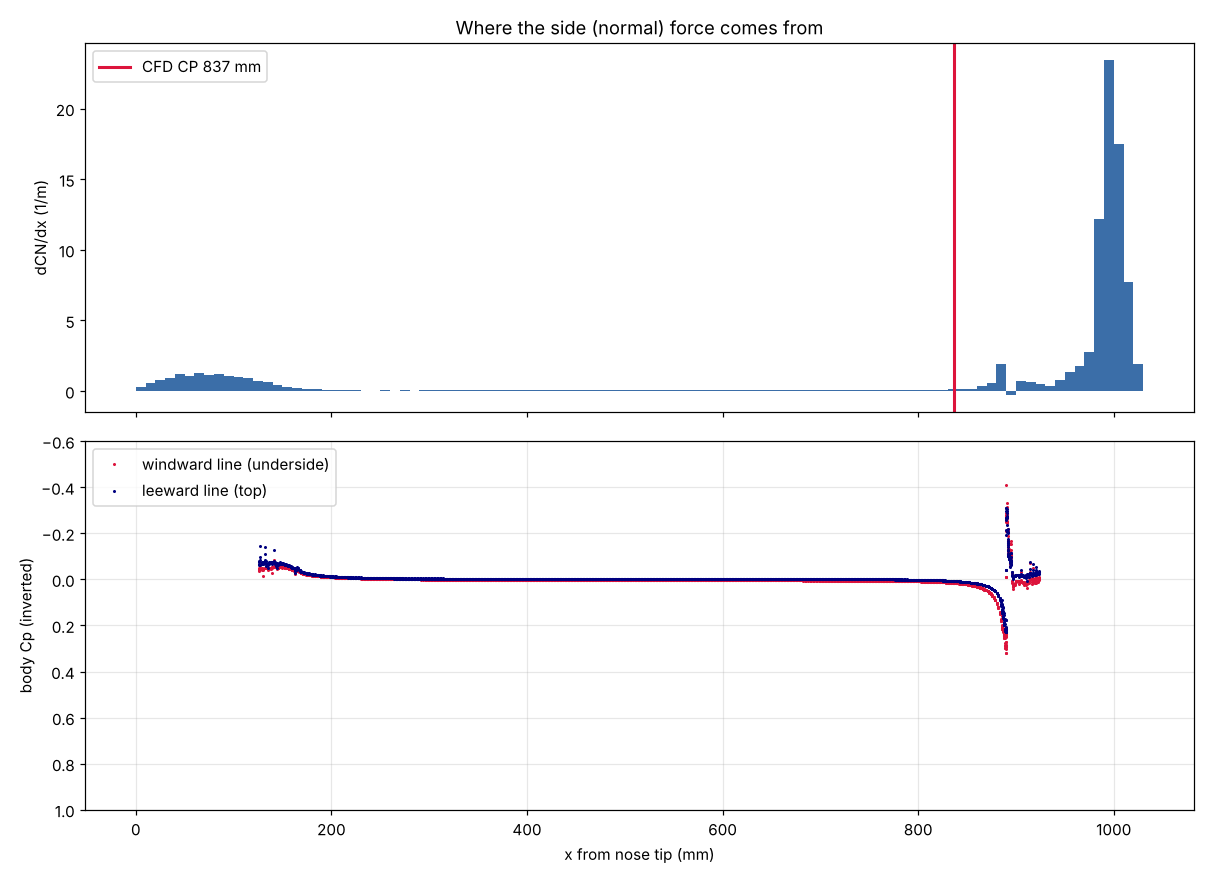 Where the side (normal) force comes from
CFD CP 837 mm
dCN/dx (1/m)
20
15
10
5
0
windward line (underside)
leeward line (top)
body Cp (inverted)
−0.6
−0.4
−0.2
0.0
0.2
0.4
0.6
0.8
1.0
0 200 400 600 800 1000
x from nose tip (mm)